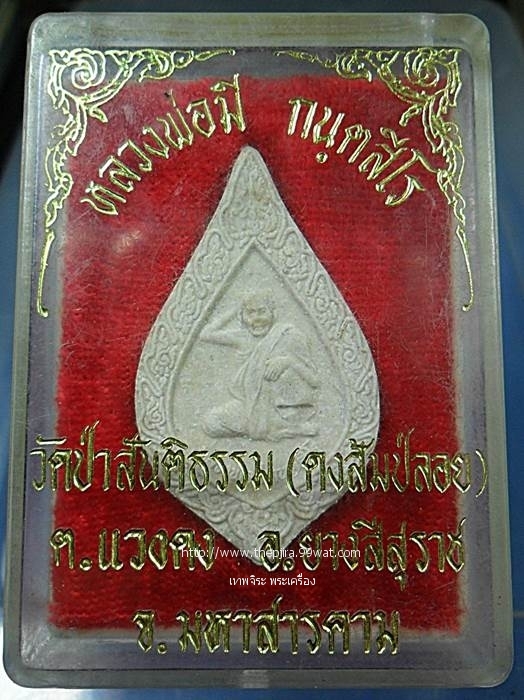 หลวงพ่อมี กนฺตสีโร
วัดป่าสันติธรรม (ดงส้มป่อย)
ต.แวงดง อ.ยางสีสุราช
http://www.thepjira.99wat.com
เทพจิระ พระเครื่อง
จ.มหาสารคาม